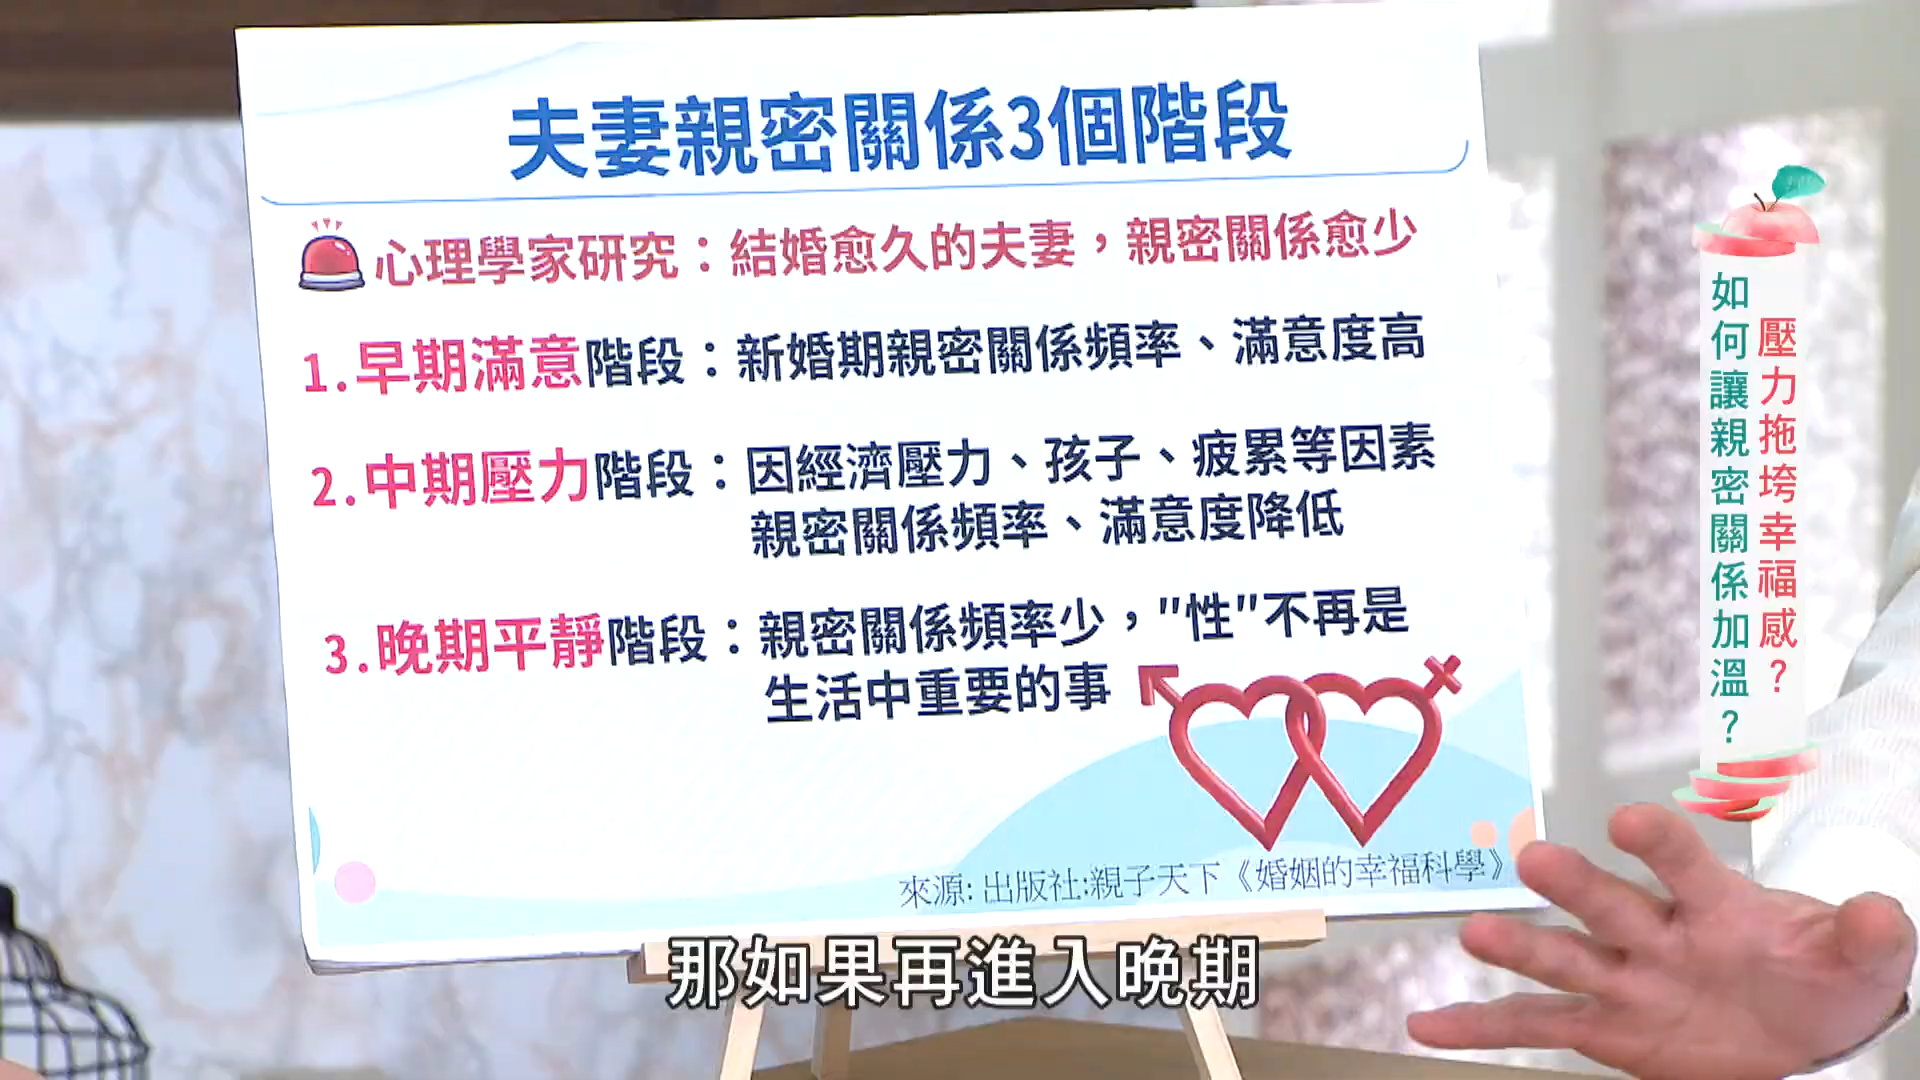 夫妻親密關係3個階段
心理學家研究：結婚愈久的夫妻，親密關係愈少
1.早期滿意階段：新婚期親密關係頻率、滿意度高
2.中期壓力階段：因經濟壓力、孩子、疲累等因素
親密關係頻率、滿意度降低
3.晚期平靜階段：親密關係頻率少，"性"不再是
生活中重要的事
來源: 出版社:親子天下《婚姻的幸福科學》
壓力拖垮幸福感？
如何讓親密關係加溫？
那如果再進入晚期